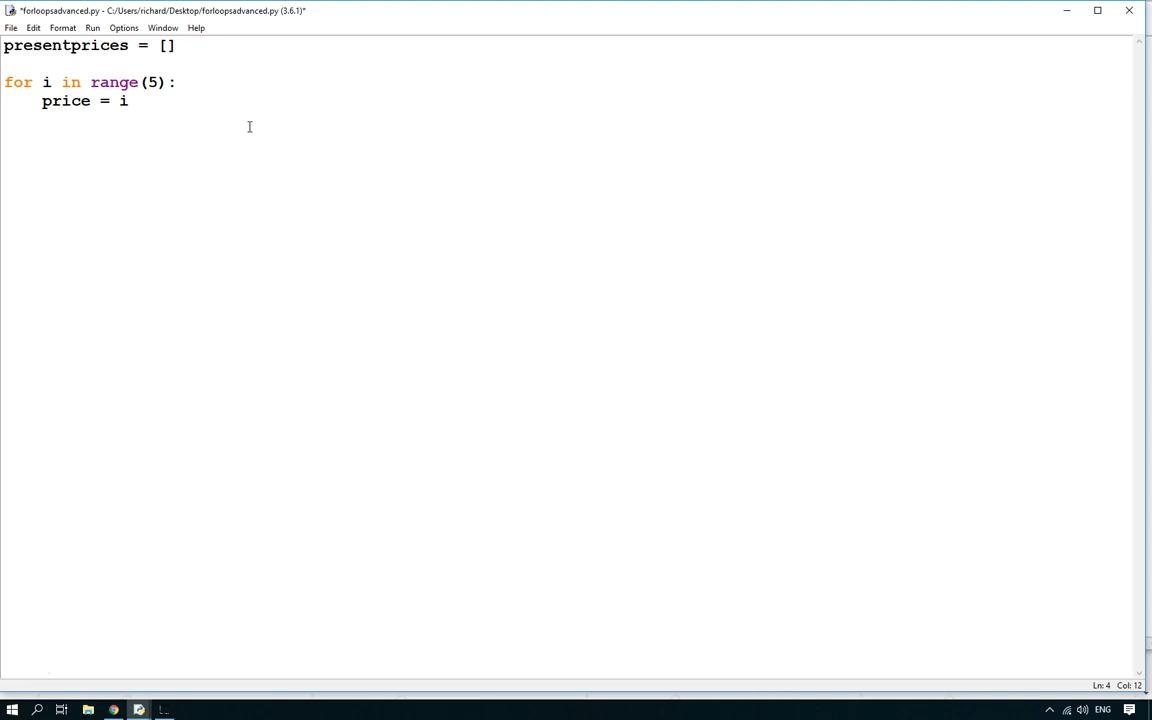 *forloopsadvanced.py - C:/Users/richard/Desktop/forloopsadvanced.py (3.6.1)*
File Edit Format Run Options Window Help
presentprices = []
for i in range(5):
    price = i
Ln: 4 Col: 12
ENG